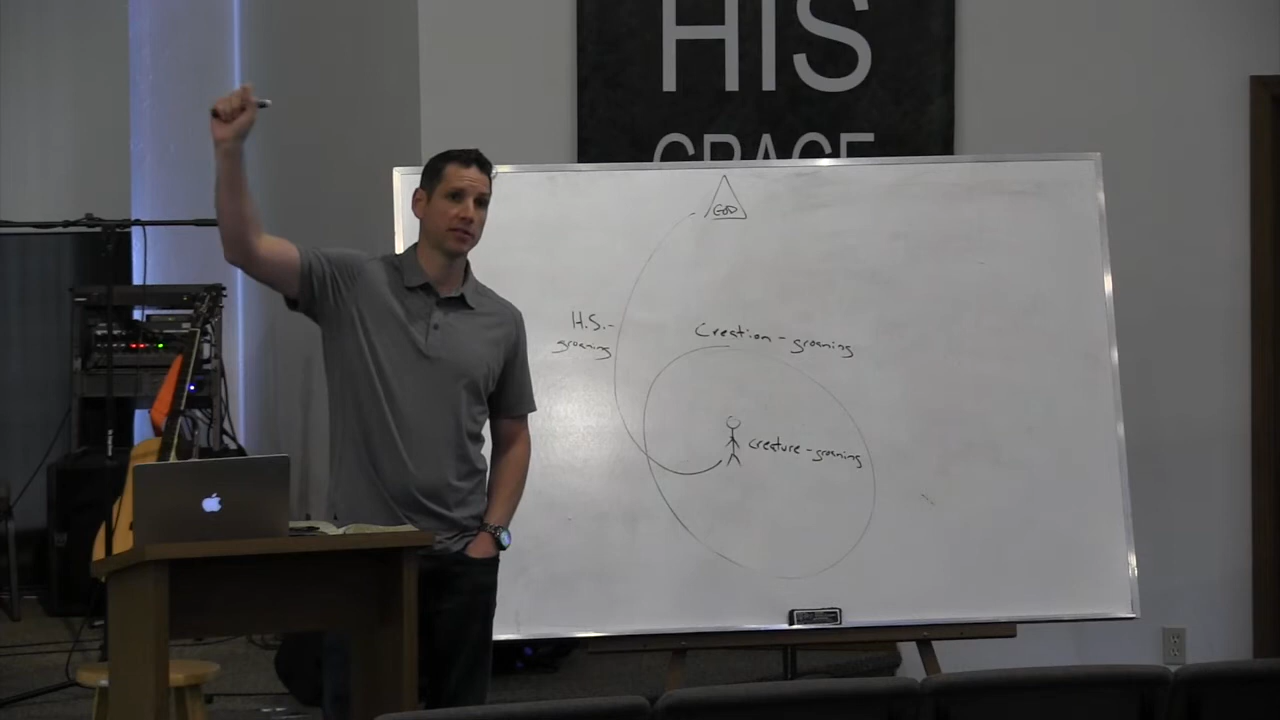 HIS
GRACE
GOD
H.S.-
groaning
Creation - groaning
creature - groaning